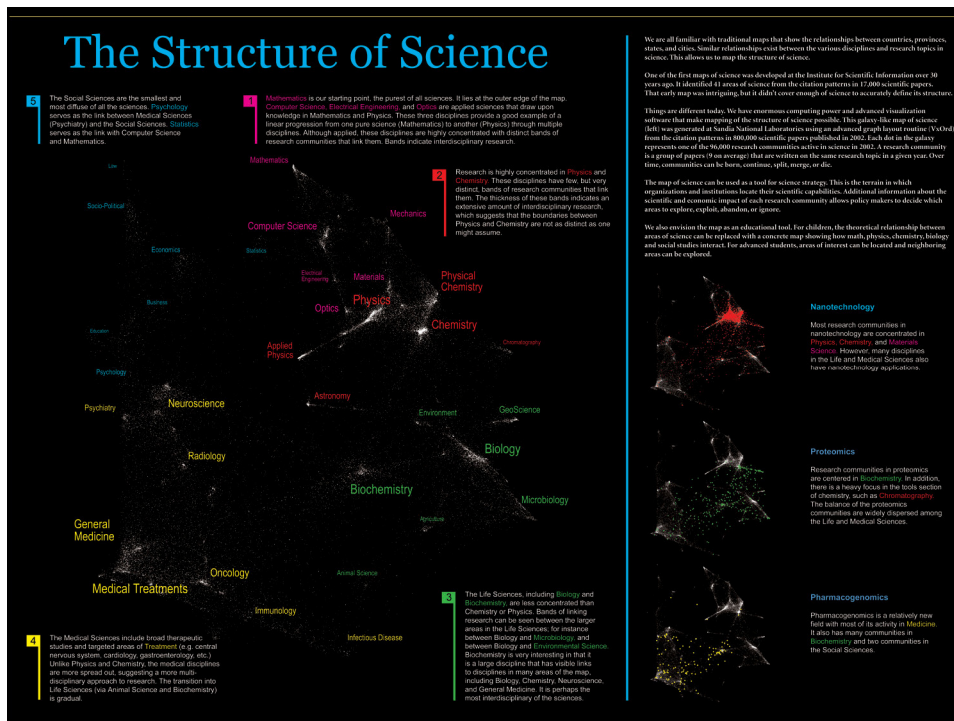 The Structure of Science
5
The Social Sciences are the smallest and
most diffuse of all the sciences. Psychology
serves as the link between Medical Sciences
(Psychiatry) and the Social Sciences. Statistics
serves as the link with Computer Science
and Mathematics.
1
Mathematics is our starting point, the purest of all sciences. It lies at the outer edge of the map.
Computer Science, Electrical Engineering, and Optics are applied sciences that draw upon
knowledge in Mathematics and Physics. These three disciplines provide a good example of a
linear progression from one pure science (Mathematics) to another (Physics) through multiple
disciplines. Although applied, these disciplines are highly concentrated with distinct bands of
research communities that link them. Bands indicate interdisciplinary research.
2
Research is highly concentrated in Physics and
Chemistry. These disciplines have few, but very
distinct, bands of research communities that link
them. The thickness of these bands indicates an
extensive amount of interdisciplinary research,
which suggests that the boundaries between
Physics and Chemistry are not as distinct as one
might assume.
Mathematics
Law
Socio-Political
Mechanics
Computer Science
Economics
Statistics
Electrical
Engineering
Materials
Physical
Chemistry
Business
Physics
Optics
Chemistry
Education
Applied
Physics
Chromatography
Psychology
Astronomy
Psychiatry
Neuroscience
Environment
GeoScience
Biology
Radiology
Biochemistry
Microbiology
General
Medicine
Agriculture
Medical Treatments
Oncology
Animal Science
Immunology
Infectious Disease
3
The Life Sciences, including Biology and
Biochemistry, are less concentrated than
Chemistry or Physics. Bands of linking
research can be seen between the larger
areas in the Life Sciences; for instance
between Biology and Microbiology, and
between Biology and Environmental Science.
Biochemistry is very interesting in that it
is a large discipline that has visible links
to disciplines in many areas of the map,
including Biology, Chemistry, Neuroscience,
and General Medicine. It is perhaps the
most interdisciplinary of the sciences.
4
The Medical Sciences include broad therapeutic
studies and targeted areas of Treatment (e.g. central
nervous system, cardiology, gastroenterology, etc.)
Unlike Physics and Chemistry, the medical disciplines
are more spread out, suggesting a more multi-
disciplinary approach to research. The transition into
Life Sciences (via Animal Science and Biochemistry)
is gradual.
We are all familiar with traditional maps that show the relationships between countries, provinces,
states, and cities. Similar relationships exist between the various disciplines and research topics in
science. This allows us to map the structure of science.
One of the first maps of science was developed at the Institute for Scientific Information over 30
years ago. It identified 41 areas of science from the citation patterns in 17,000 scientific papers.
That early map was intriguing, but it didn't cover enough of science to accurately define its structure.
Things are different today. We have enormous computing power and advanced visualization
software that make mapping of the structure of science possible. This galaxy-like map of science
(left) was generated at Sandia National Laboratories using an advanced graph layout routine (VxOrd)
from the citation patterns in 800,000 scientific papers published in 2002. Each dot in the galaxy
represents one of the 96,000 research communities active in science in 2002. A research community
is a group of papers (9 on average) that are written on the same research topic in a given year. Over
time, communities can be born, continue, split, merge, or die.
The map of science can be used as a tool for science strategy. This is the terrain in which
organizations and institutions locate their scientific capabilities. Additional information about the
scientific and economic impact of each research community allows policy makers to decide which
areas to explore, exploit, abandon, or ignore.
We also envision the map as an educational tool. For children, the theoretical relationship between
areas of science can be replaced with a concrete map showing how math, physics, chemistry, biology
and social studies interact. For advanced students, areas of interest can be located and neighboring
areas can be explored.
Nanotechnology
Most research communities in
nanotechnology are concentrated in
Physics, Chemistry, and Materials
Science. However, many disciplines
in the Life and Medical Sciences also
have nanotechnology applications.
Proteomics
Research communities in proteomics
are centered in Biochemistry. In addition,
there is a heavy focus in the tools section
of chemistry, such as Chromatography.
The balance of the proteomics
communities are widely dispersed among
the Life and Medical Sciences.
Pharmacogenomics
Pharmacogenomics is a relatively new
field with most of its activity in Medicine.
It also has many communities in
Biochemistry and two communities in
the Social Sciences.